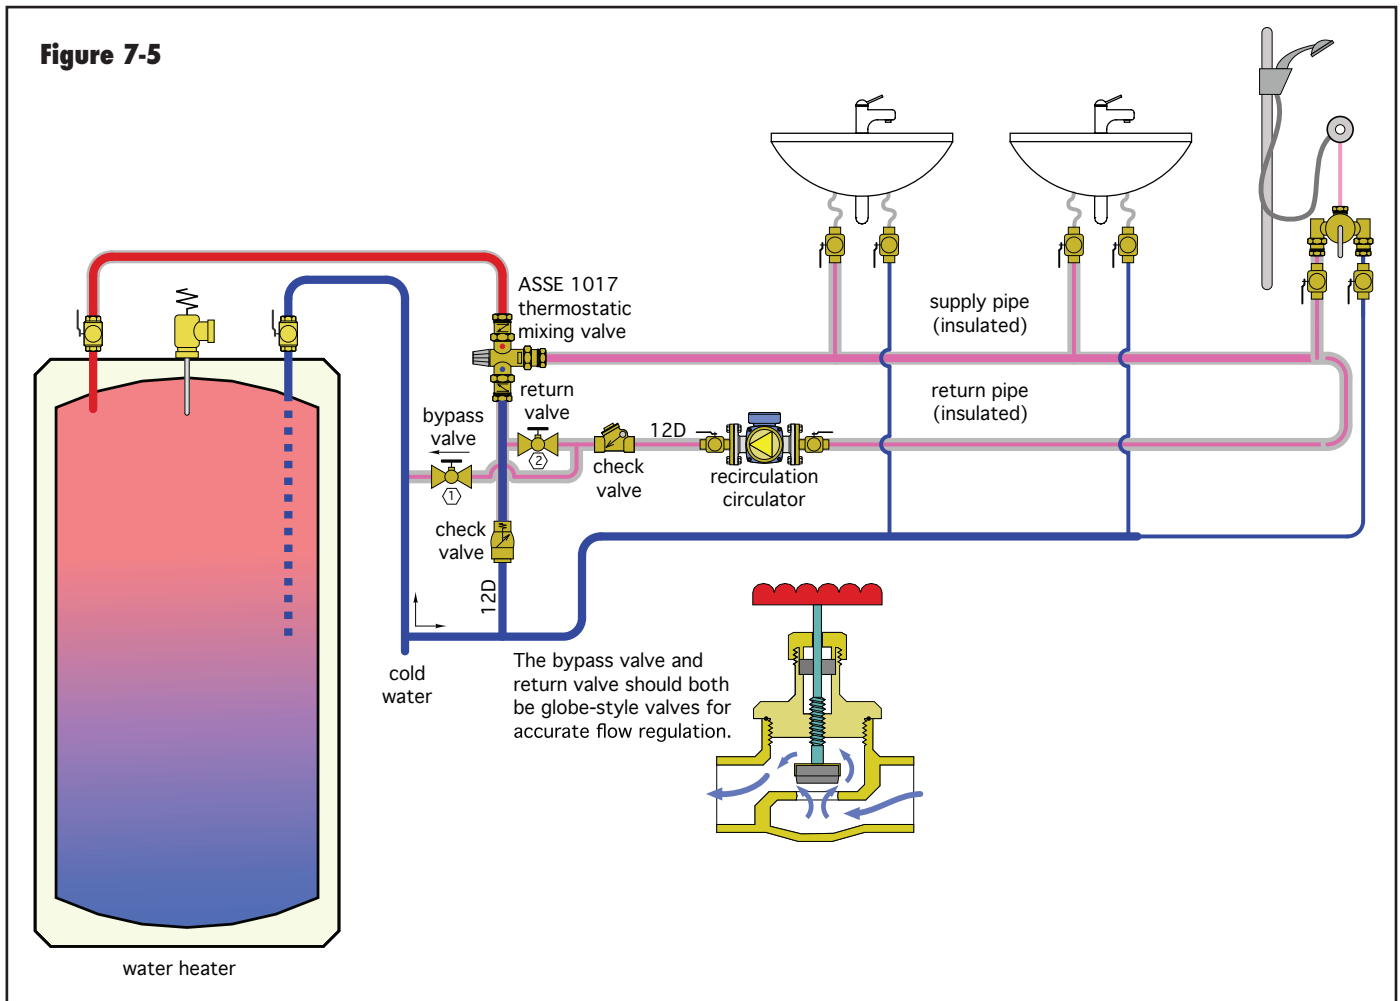 Figure 7-5
ASSE 1017
thermostatic
mixing valve
supply pipe
(insulated)
return
valve
return pipe
(insulated)
bypass
valve
12D
2
1
check
valve
recirculation
circulator
check
valve
12D
cold
water
The bypass valve and
return valve should both
be globe-style valves for
accurate flow regulation.
water heater